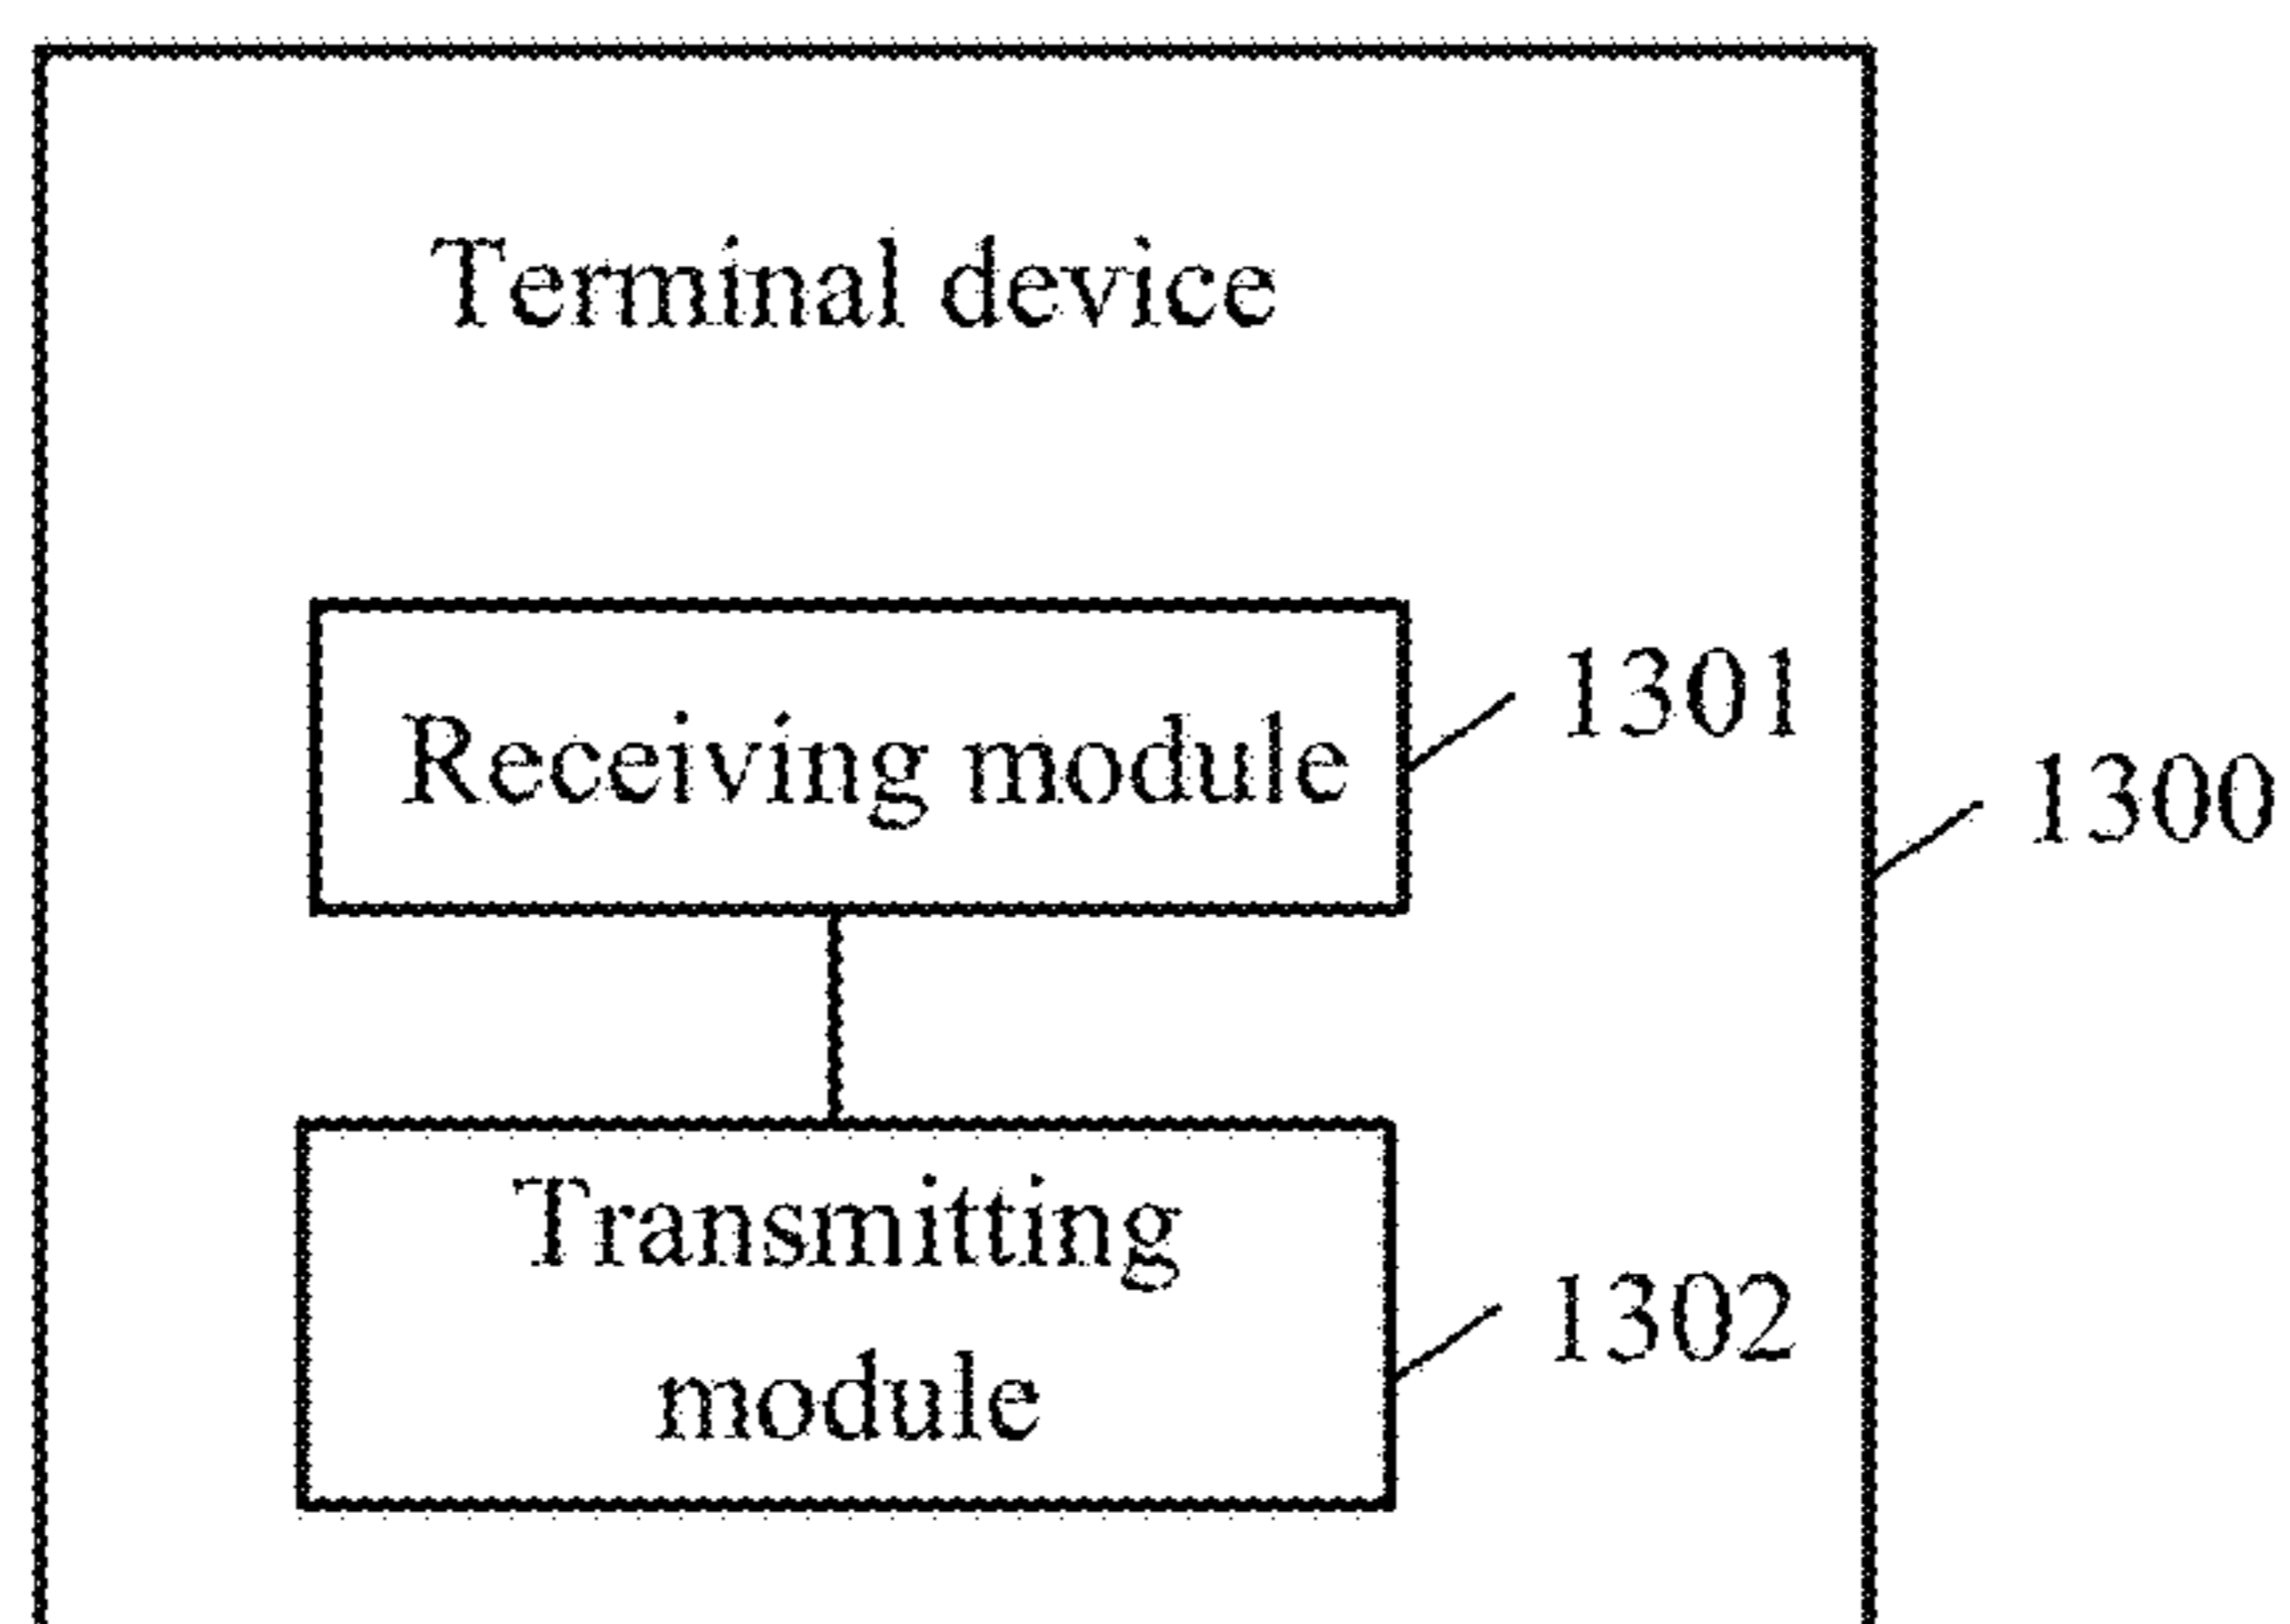 Terminal device
Receiving module
1301
1300
Transmitting
module
1302